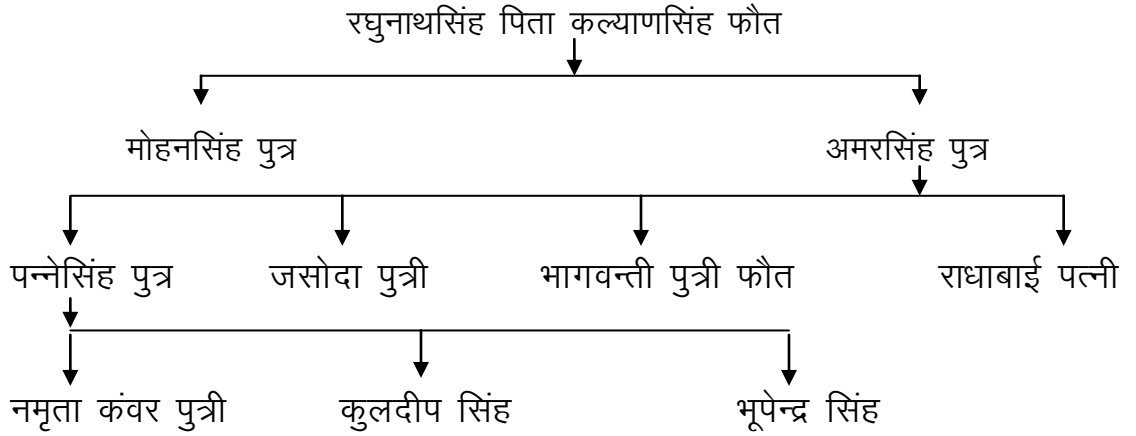 रघुनाथसिंह पिता कल्याणसिंह फौत
मोहनसिंह पुत्र अमरसिंह पुत्र
पन्नेसिंह पुत्र जसोदा पुत्री भागवन्ती पुत्री फौत राधाबाई पत्नी
नमृता कंवर पुत्री कुलदीप सिंह भूपेन्द्र सिंह